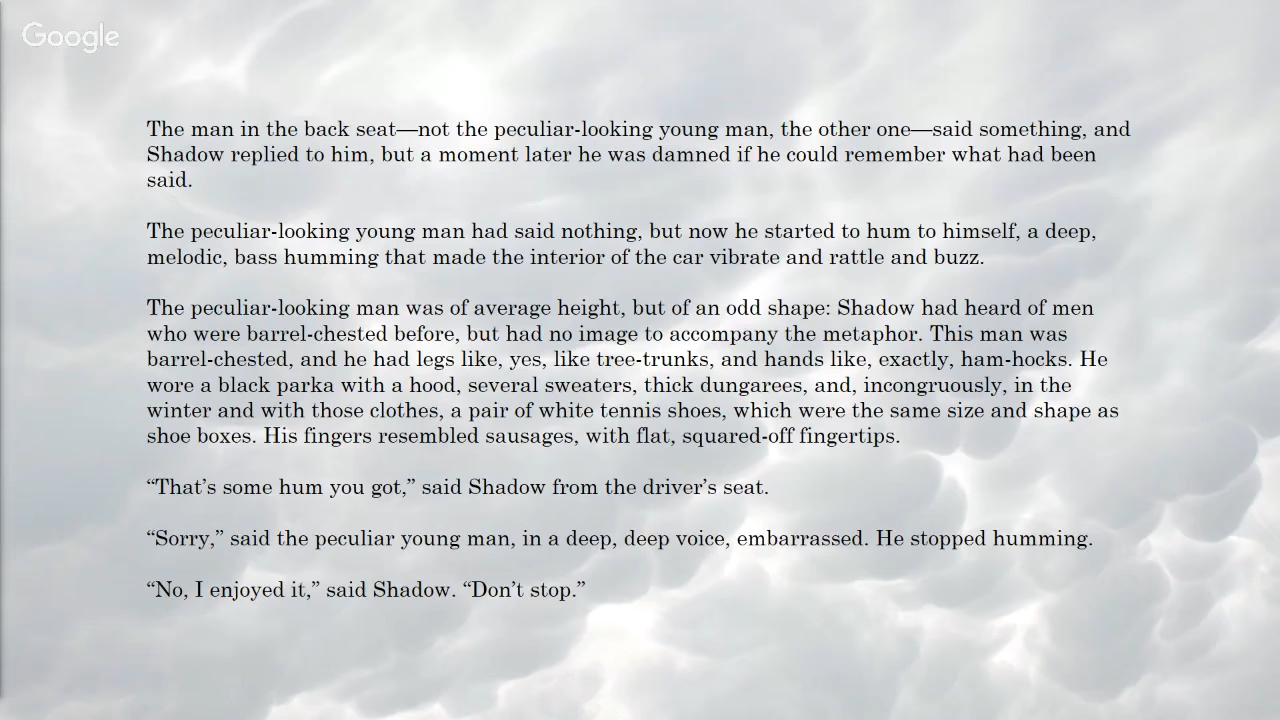 Google
The man in the back seat—not the peculiar-looking young man, the other one—said something, and
Shadow replied to him, but a moment later he was damned if he could remember what had been
said.
The peculiar-looking young man had said nothing, but now he started to hum to himself, a deep,
melodic, bass humming that made the interior of the car vibrate and rattle and buzz.
The peculiar-looking man was of average height, but of an odd shape: Shadow had heard of men
who were barrel-chested before, but had no image to accompany the metaphor. This man was
barrel-chested, and he had legs like, yes, like tree-trunks, and hands like, exactly, ham-hocks. He
wore a black parka with a hood, several sweaters, thick dungarees, and, incongruously, in the
winter and with those clothes, a pair of white tennis shoes, which were the same size and shape as
shoe boxes. His fingers resembled sausages, with flat, squared-off fingertips.
“That’s some hum you got,” said Shadow from the driver’s seat.
“Sorry,” said the peculiar young man, in a deep, deep voice, embarrassed. He stopped humming.
“No, I enjoyed it,” said Shadow. “Don’t stop.”